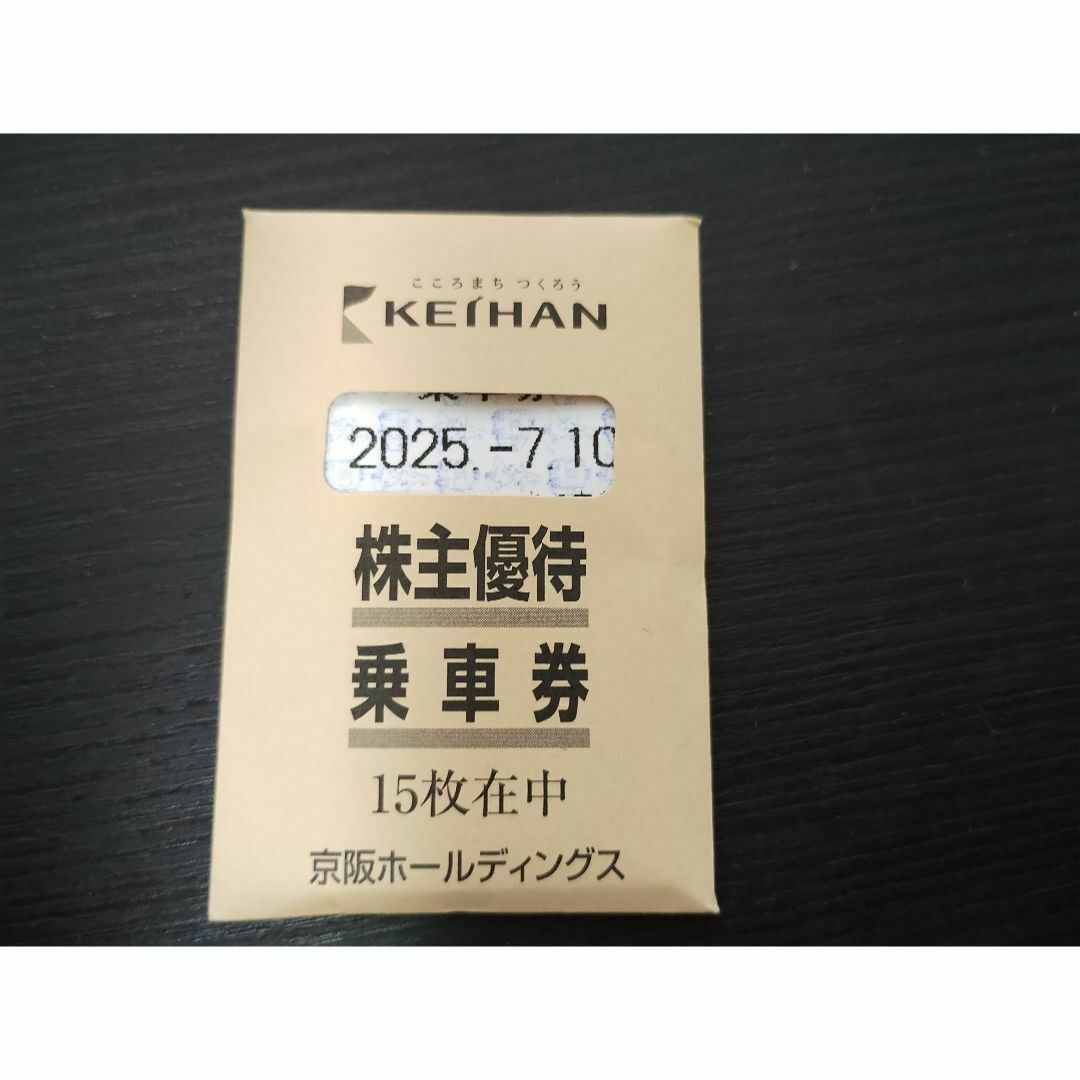 こころまち つくろう
KEIHAN
2025.-7.10
株主優待
乗車券
15枚在中
京阪ホールディングス